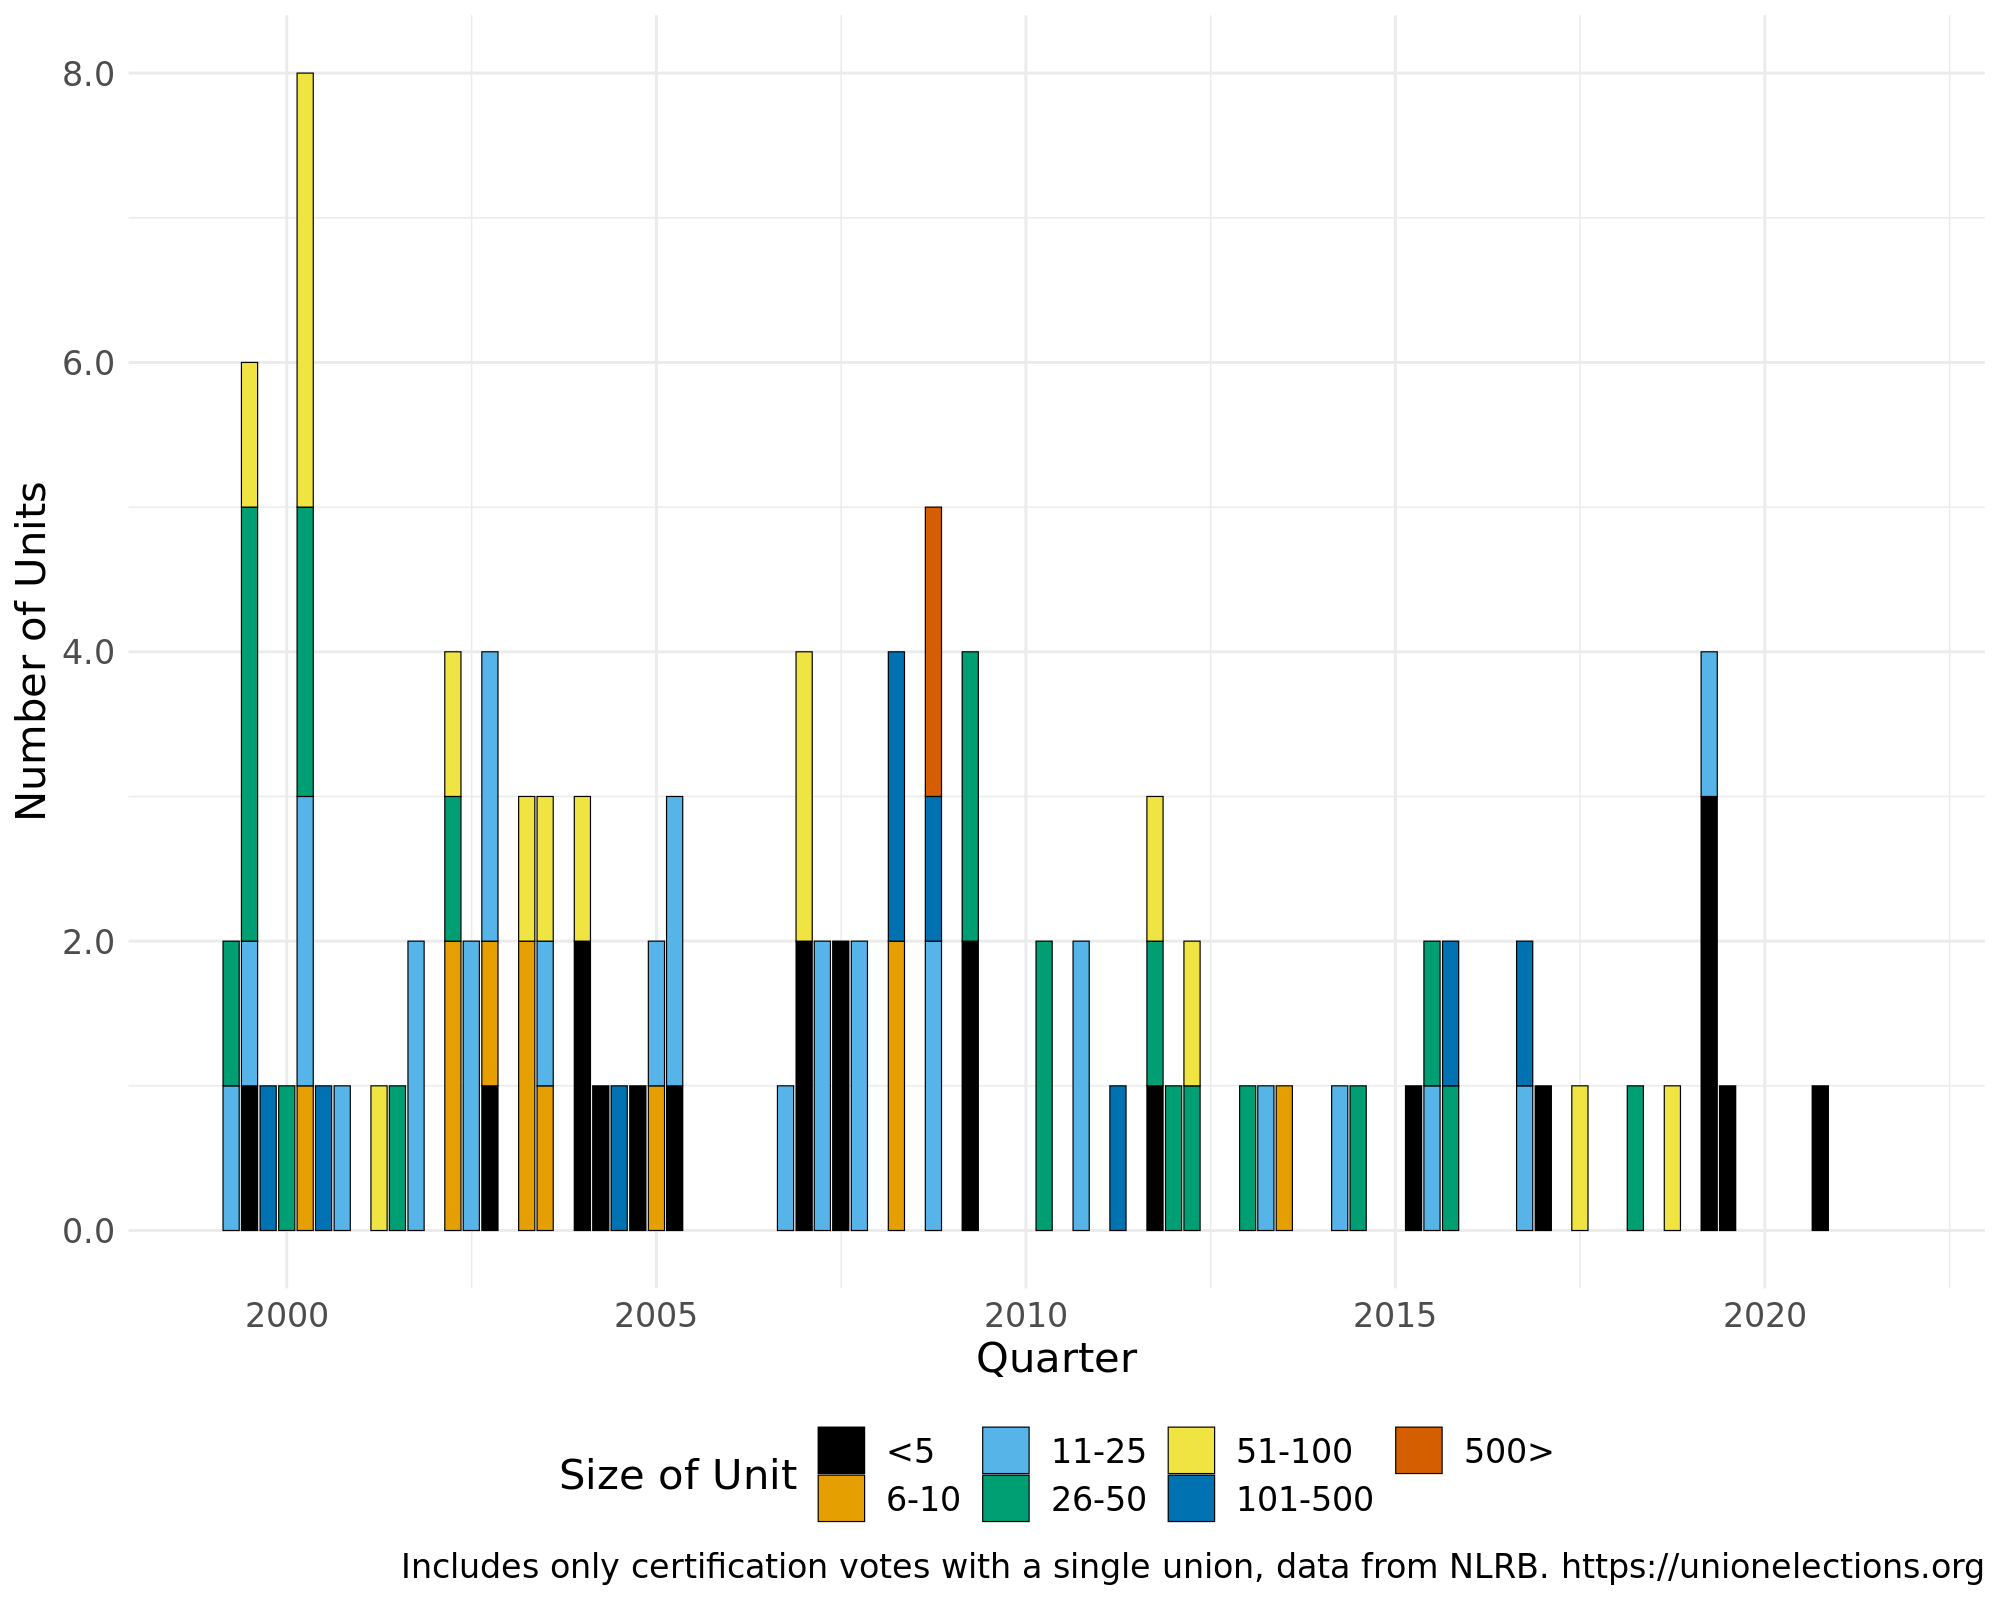 8.0
6.0
4.0
2.0
0.0
Number of Units
2000 2005 2010 2015 2020
Quarter
Size of Unit
<5 11-25 51-100 500>
6-10 26-50 101-500
Includes only certification votes with a single union, data from NLRB. https://unionelections.org